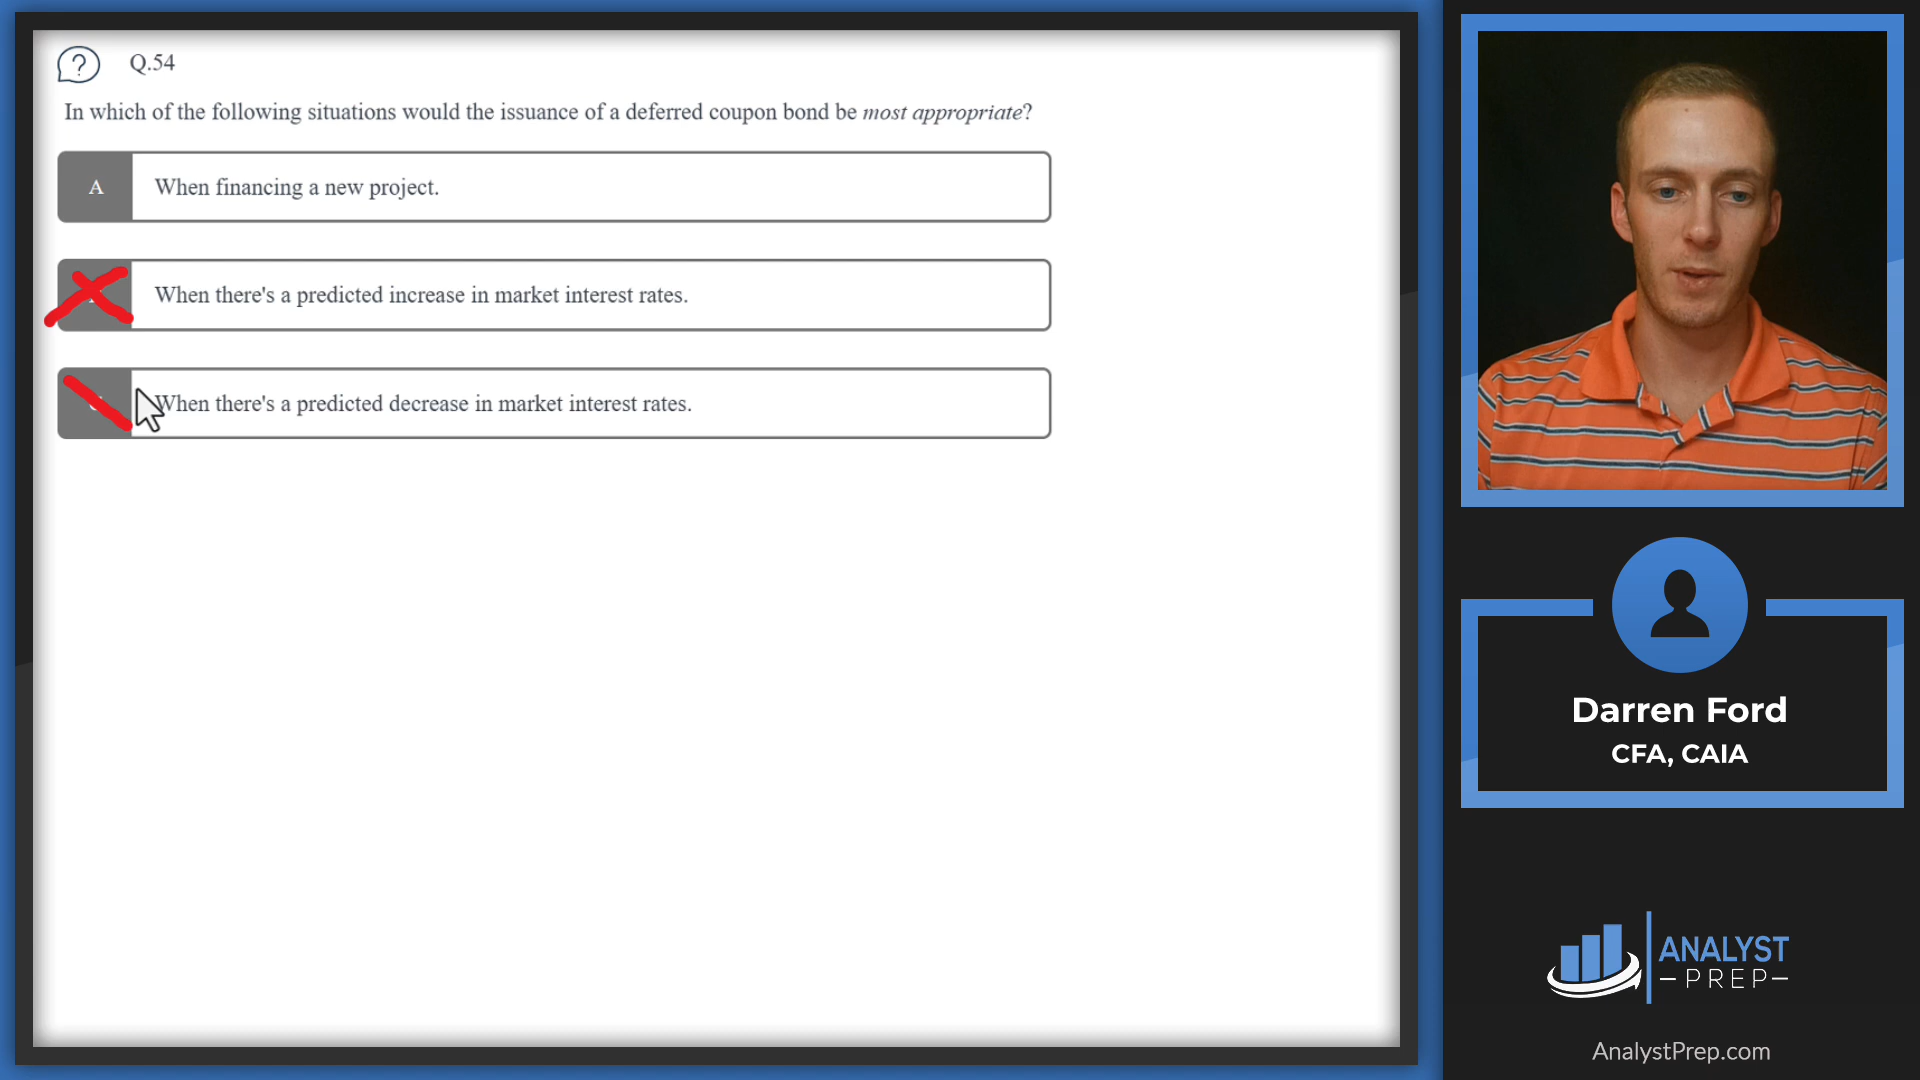 Q.54
In which of the following situations would the issuance of a deferred coupon bond be most appropriate?
A
When financing a new project.
When there's a predicted increase in market interest rates.
When there's a predicted decrease in market interest rates.
Darren Ford
CFA, CAIA
ANALYST
PREP
AnalystPrep.com